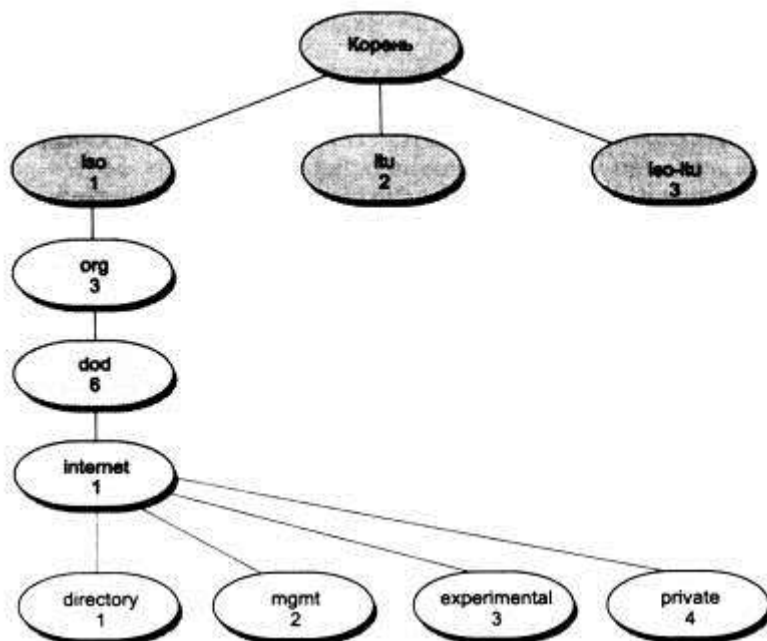 Корень
iso
1
itu
2
iso-itu
3
org
3
dod
6
internet
1
directory
1
mgmt
2
experimental
3
private
4